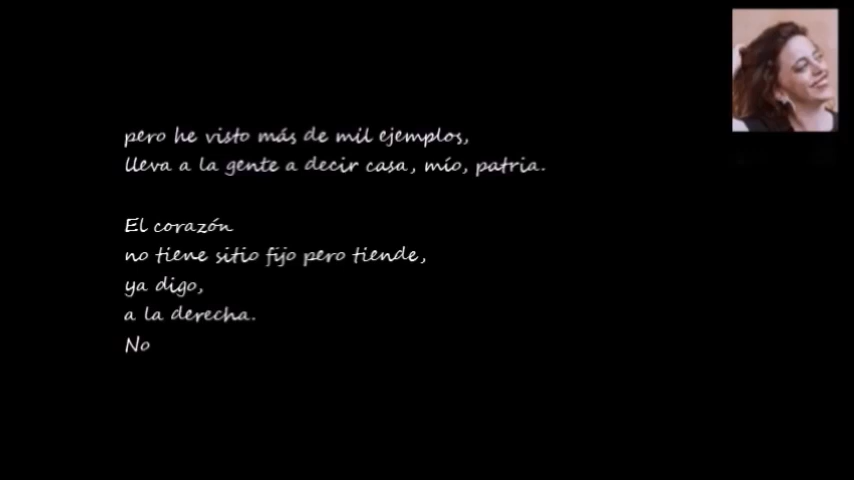 pero he visto más de mil ejemplos,
lleva a la gente a decir casa, mío, patria.
El corazón
no tiene sitio fijo pero tiende,
ya digo,
a la derecha.
No